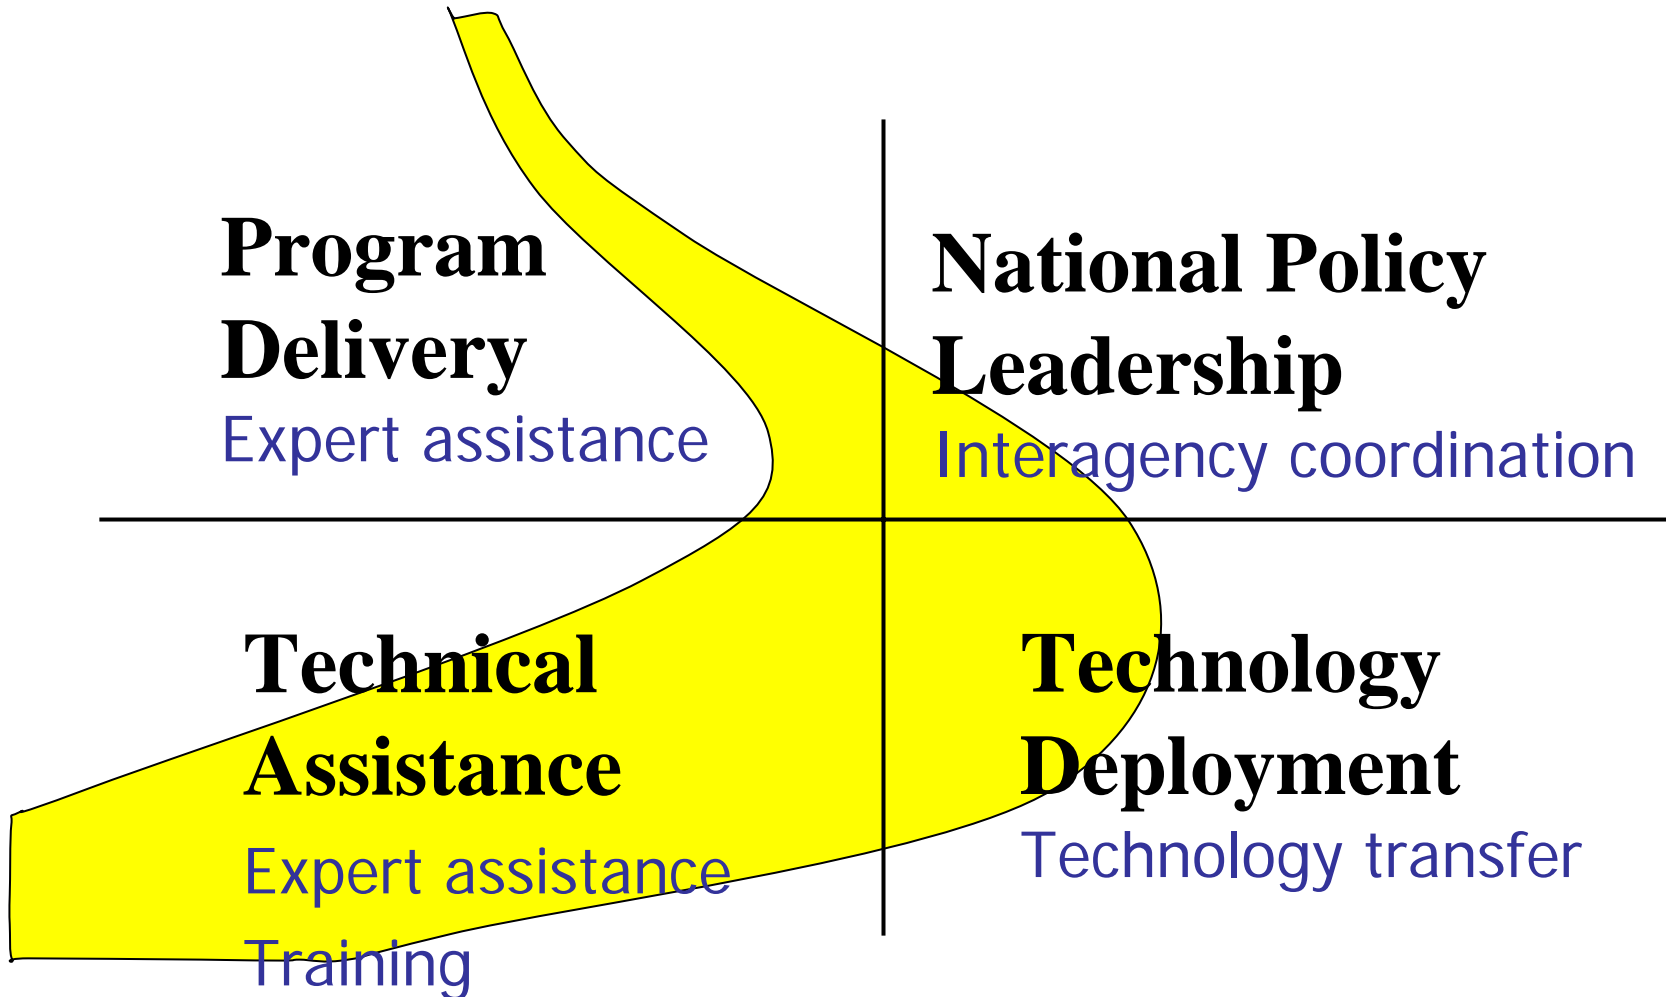 Program
Delivery
Expert assistance
National Policy
Leadership
Interagency coordination
Technical
Assistance
Expert assistance
Training
Technology
Deployment
Technology transfer